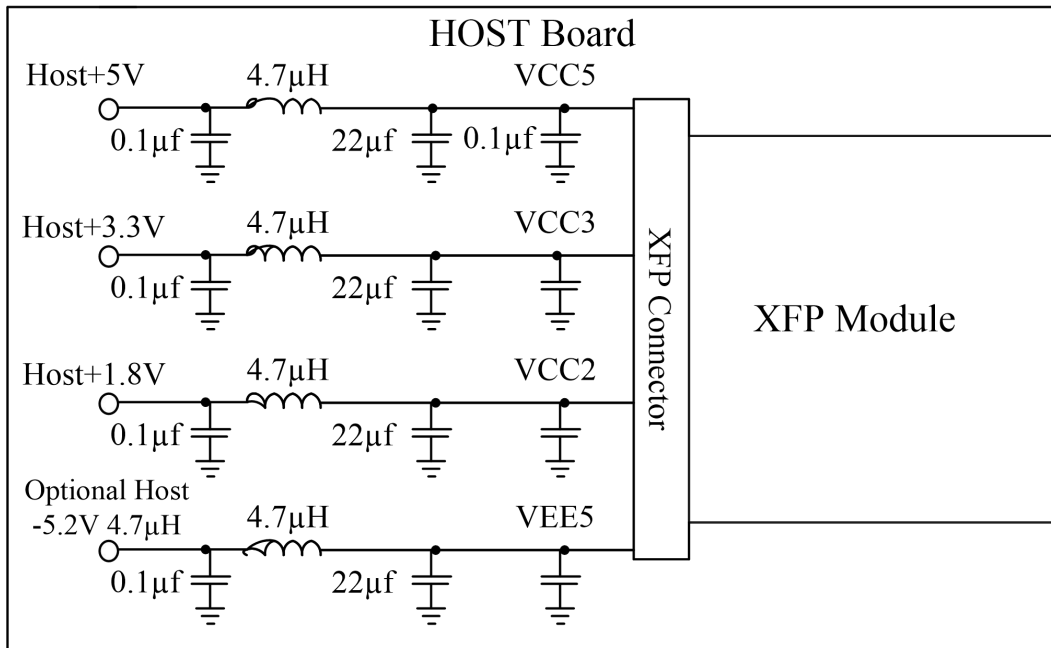 HOST Board
Host+5V
4.7µH
VCC5
0.1µf
22µf
0.1µf
Host+3.3V
4.7µH
VCC3
0.1µf
22µf
Host+1.8V
4.7µH
VCC2
0.1µf
22µf
Optional Host
-5.2V 4.7µH
4.7µH
VEE5
0.1µf
22µf
XFP Connector
XFP Module